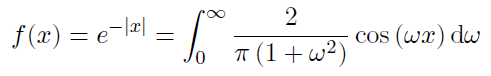 f(x) = e^{-|x|} = \int_0^\infty \frac{2}{\pi (1 + \omega^2)} \cos (\omega x) d\omega